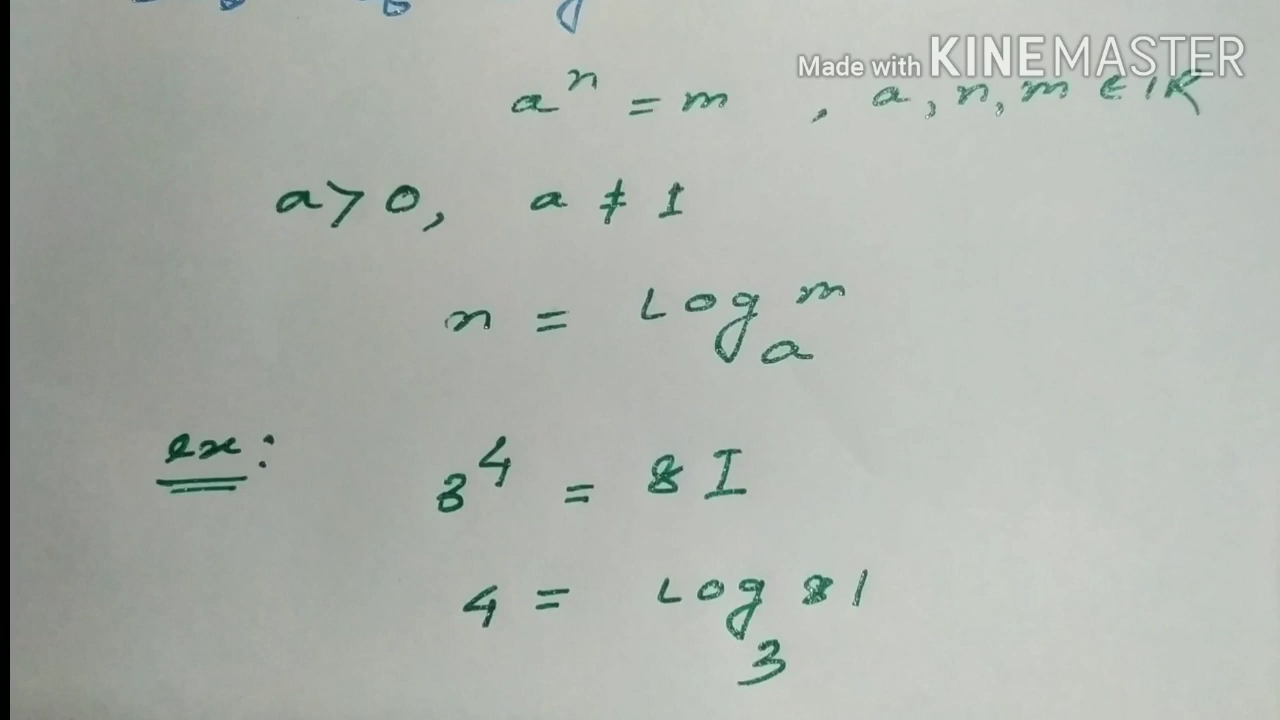 Made with KINEMASTER
aⁿ = m , a, n, m ∈ IR
a > 0, a ≠ 1
n = Log m
a
ex: 3⁴ = 81
4 = Log 81
3